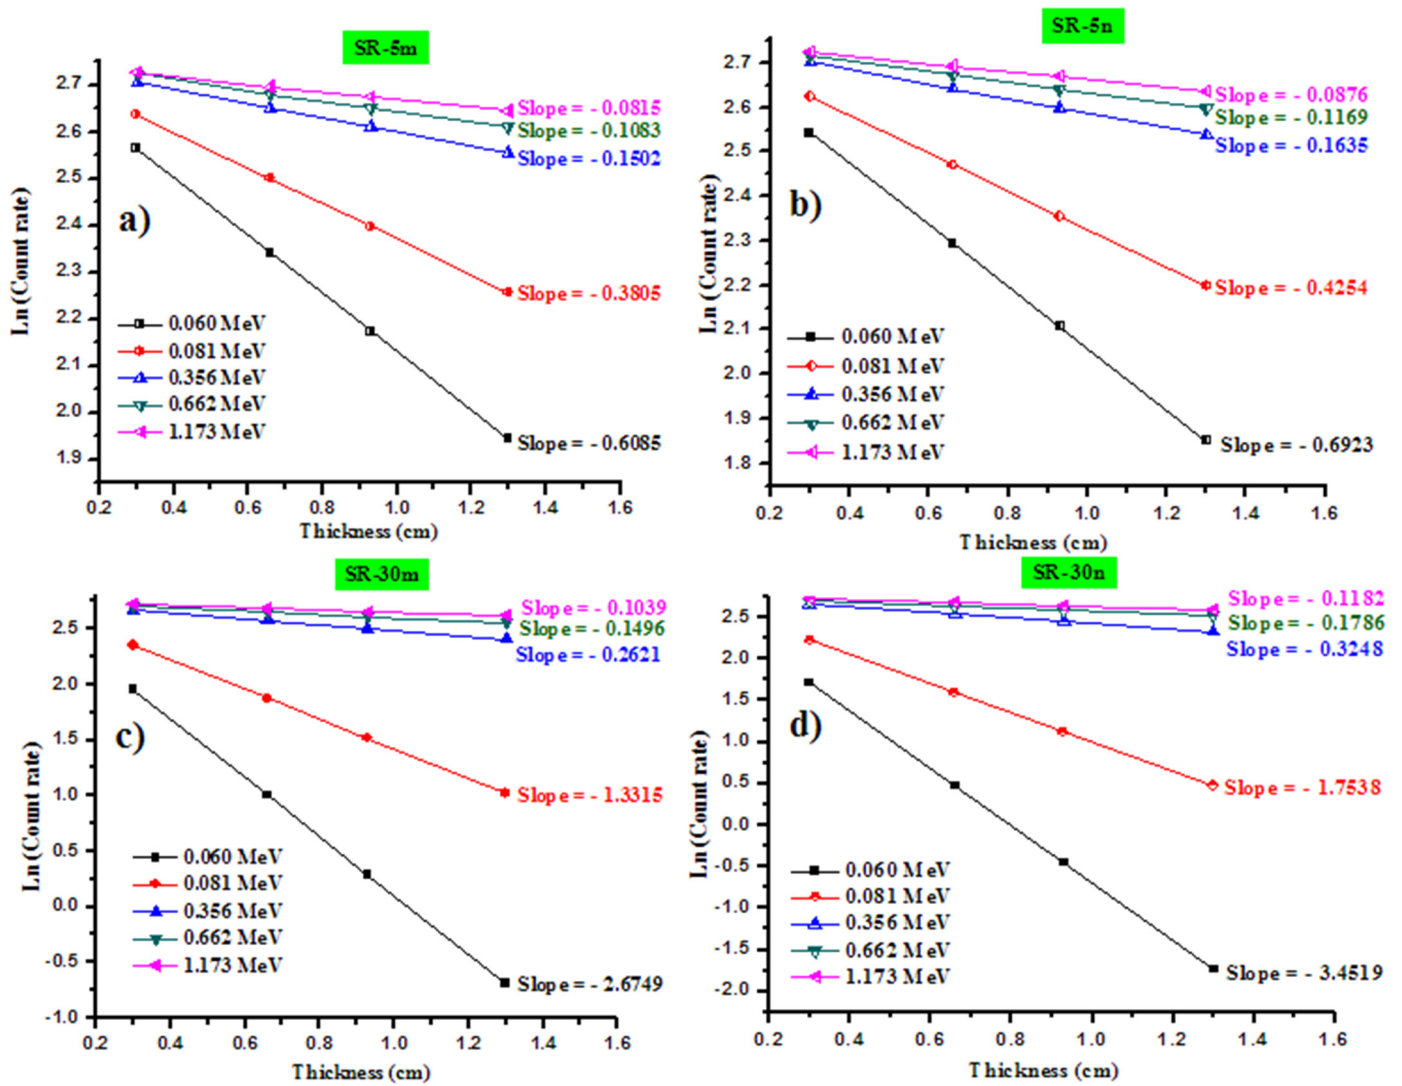 SR-5m
2.7
2.6
2.5
2.4
2.3
2.2
2.1
2.0
1.9
Ln (Count rate)
a)
Slope = - 0.0815
Slope = - 0.1083
Slope = - 0.1502
Slope = - 0.3805
Slope = - 0.6085
0.060 MeV
0.081 MeV
0.356 MeV
0.662 MeV
1.173 MeV
0.2 0.4 0.6 0.8 1.0 1.2 1.4 1.6
Thickness (cm)
SR-5n
2.7
2.6
2.5
2.4
2.3
2.2
2.1
2.0
1.9
1.8
Ln (Count rate)
b)
Slope = - 0.0876
Slope = - 0.1169
Slope = - 0.1635
Slope = - 0.4254
Slope = - 0.6923
0.060 MeV
0.081 MeV
0.356 MeV
0.662 MeV
1.173 MeV
0.2 0.4 0.6 0.8 1.0 1.2 1.4 1.6
Thickness (cm)
SR-30m
2.5
2.0
1.5
1.0
0.5
0.0
-0.5
-1.0
Ln (Count rate)
c)
Slope = - 0.1039
Slope = - 0.1496
Slope = - 0.2621
Slope = - 1.3315
Slope = - 2.6749
0.060 MeV
0.081 MeV
0.356 MeV
0.662 MeV
1.173 MeV
0.2 0.4 0.6 0.8 1.0 1.2 1.4 1.6
Thickness (cm)
SR-30n
2.5
2.0
1.5
1.0
0.5
0.0
-0.5
-1.0
-1.5
-2.0
Ln (Count rate)
d)
Slope = - 0.1182
Slope = - 0.1786
Slope = - 0.3248
Slope = - 1.7538
Slope = - 3.4519
0.060 MeV
0.081 MeV
0.356 MeV
0.662 MeV
1.173 MeV
0.2 0.4 0.6 0.8 1.0 1.2 1.4 1.6
Thickness (cm)